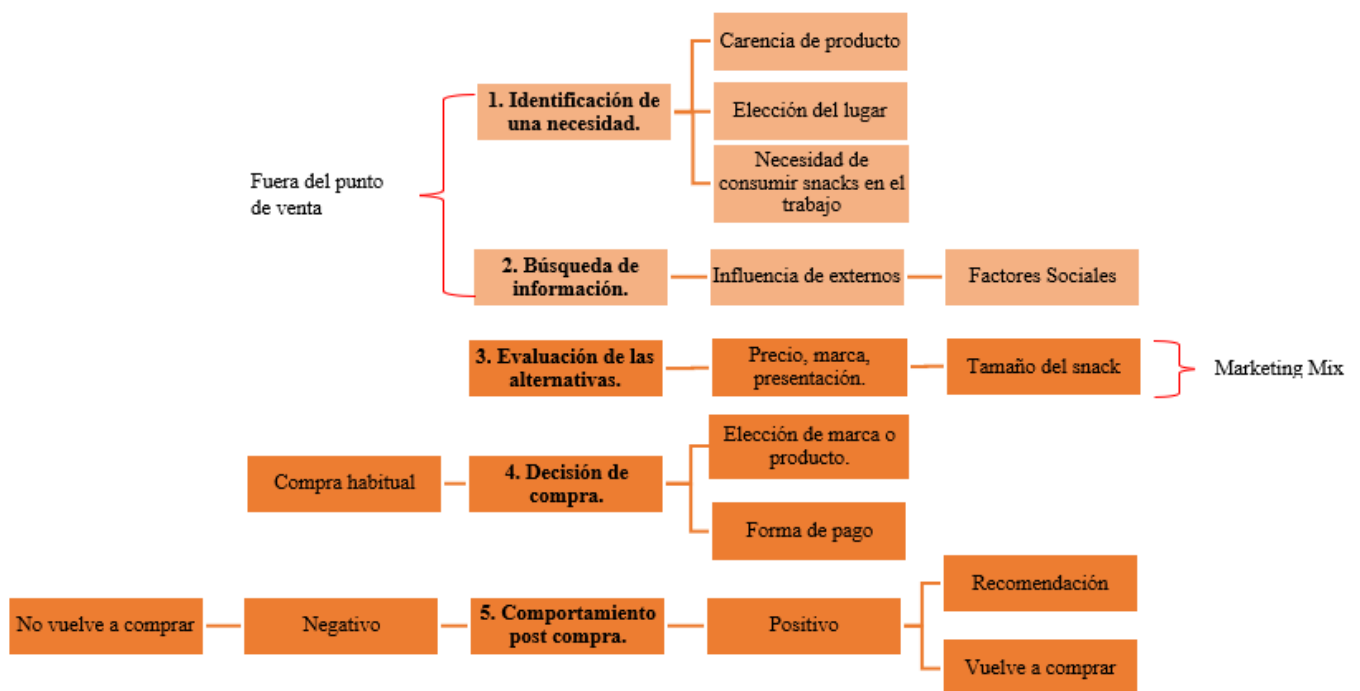 Carencia de producto
1. Identificación de
una necesidad.
Elección del lugar
Necesidad de
consumir snacks en el
trabajo
Fuera del punto
de venta
2. Búsqueda de
información.
Influencia de externos
Factores Sociales
3. Evaluación de las
alternativas.
Precio, marca,
presentación.
Tamaño del snack
Marketing Mix
Elección de marca o
producto.
Compra habitual
4. Decisión de
compra.
Forma de pago
Recomendación
No vuelve a comprar
Negativo
5. Comportamiento
post compra.
Positivo
Vuelve a comprar